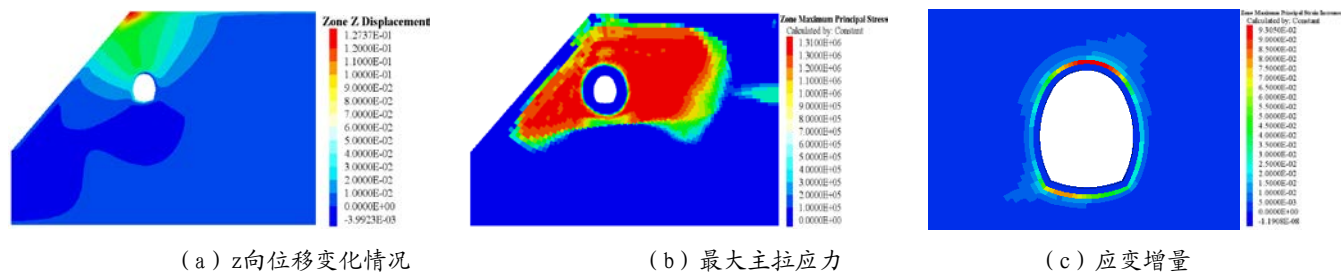 Zone Z Displacement
1.2737E-01
1.2000E-01
1.1000E-01
1.0000E-01
9.0000E-02
8.0000E-02
7.0000E-02
6.0000E-02
5.0000E-02
4.0000E-02
3.0000E-02
2.0000E-02
1.0000E-02
0.0000E+00
-3.9923E-03
Zone Maximum Principal Stress
Calculated by: Constant
1.3100E+06
1.3000E+06
1.2000E+06
1.1000E+06
1.0000E+06
9.0000E+05
8.0000E+05
7.0000E+05
6.0000E+05
5.0000E+05
4.0000E+05
3.0000E+05
2.0000E+05
1.0000E+05
0.0000E+00
Zone Maximum Principal Strain Increment
Calculated by: Constant
9.3050E-02
9.0000E-02
8.5000E-02
8.0000E-02
7.5000E-02
7.0000E-02
6.5000E-02
6.0000E-02
5.5000E-02
5.0000E-02
4.5000E-02
4.0000E-02
3.5000E-02
3.0000E-02
2.5000E-02
2.0000E-02
1.5000E-02
1.0000E-02
5.0000E-03
0.0000E+00
-1.1908E-08
（a）z向位移变化情况
（b）最大主拉应力
（c）应变增量